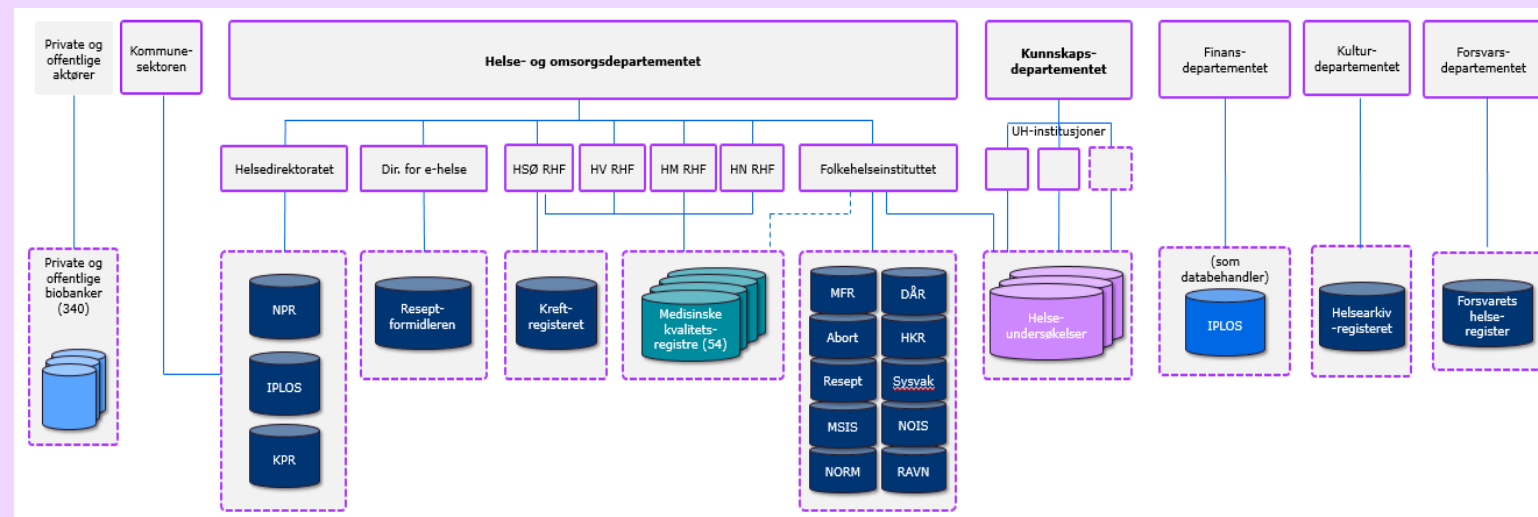 Private og
offentlige
aktører
Kommune-
sektoren
Helse- og omsorgsdepartementet
Kunnskaps-
departementet
Finans-
departementet
Kultur-
departementet
Forsvars-
departementet
UH-institusjoner
Helsedirektoratet
Dir. for e-helse
HSØ RHF
HV RHF
HM RHF
HN RHF
Folkehelseinstituttet
Private og
offentlige
biobanker
(340)
NPR
IPLOS
KPR
Resept-
formidleren
Kreft-
registeret
Medisinske
kvalitets-
registre (54)
MFR
DÅR
Abort
HKR
Resept
Sysvak
MSIS
NOIS
NORM
RAVN
Helse-
undersøkelser
(som
databehandler)
IPLOS
Helsearkiv
-registeret
Forsvarets
helse-
register